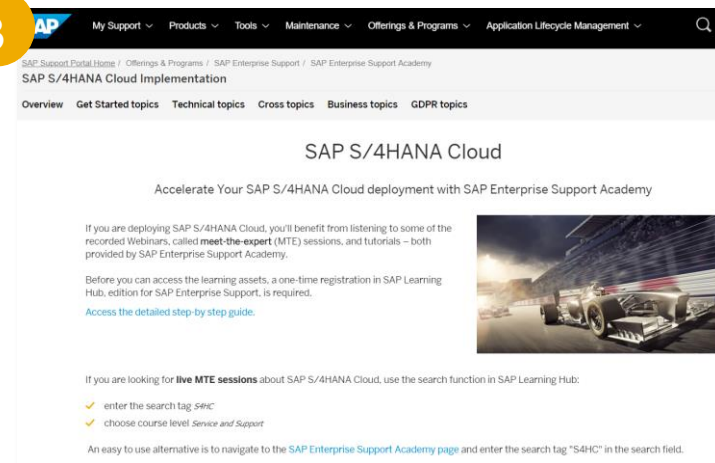 3
SAP
My Support Products Tools Maintenance Offerings & Programs Application Lifecycle Management
SAP Support Portal Home / Offerings & Programs / SAP Enterprise Support / SAP Enterprise Support Academy
SAP S/4HANA Cloud Implementation
Overview Get Started topics Technical topics Cross topics Business topics GDPR topics
SAP S/4HANA Cloud
Accelerate Your SAP S/4HANA Cloud deployment with SAP Enterprise Support Academy
If you are deploying SAP S/4HANA Cloud, you'll benefit from listening to some of the
recorded Webinars, called meet-the-expert (MTE) sessions, and tutorials – both
provided by SAP Enterprise Support Academy.
Before you can access the learning assets, a one-time registration in SAP Learning
Hub, edition for SAP Enterprise Support, is required.
Access the detailed step-by step guide.
If you are looking for live MTE sessions about SAP S/4HANA Cloud, use the search function in SAP Learning Hub:
enter the search tag S4HC
choose course level Service and Support
An easy to use alternative is to navigate to the SAP Enterprise Support Academy page and enter the search tag "S4HC" in the search field.